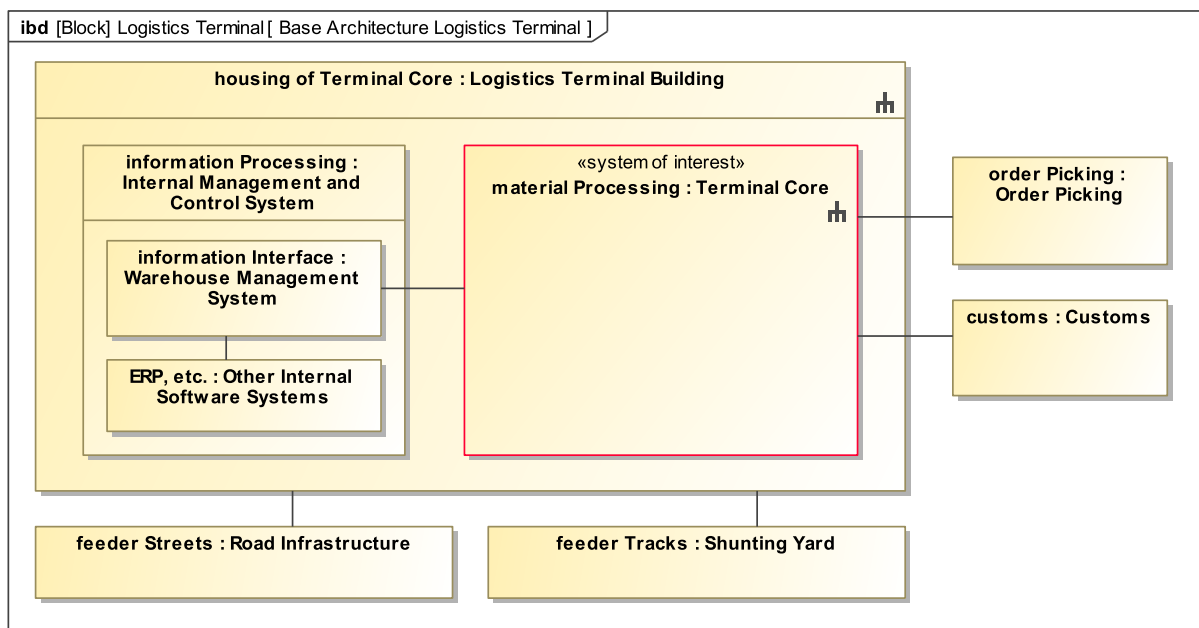 ibd [Block] Logistics Terminal[ Base Architecture Logistics Terminal ]
housing of Terminal Core : Logistics Terminal Building
information Processing :
Internal Management and
Control System
information Interface :
Warehouse Management
System
ERP, etc. : Other Internal
Software Systems
«system of interest»
material Processing : Terminal Core
order Picking :
Order Picking
customs : Customs
feeder Streets : Road Infrastructure
feeder Tracks : Shunting Yard